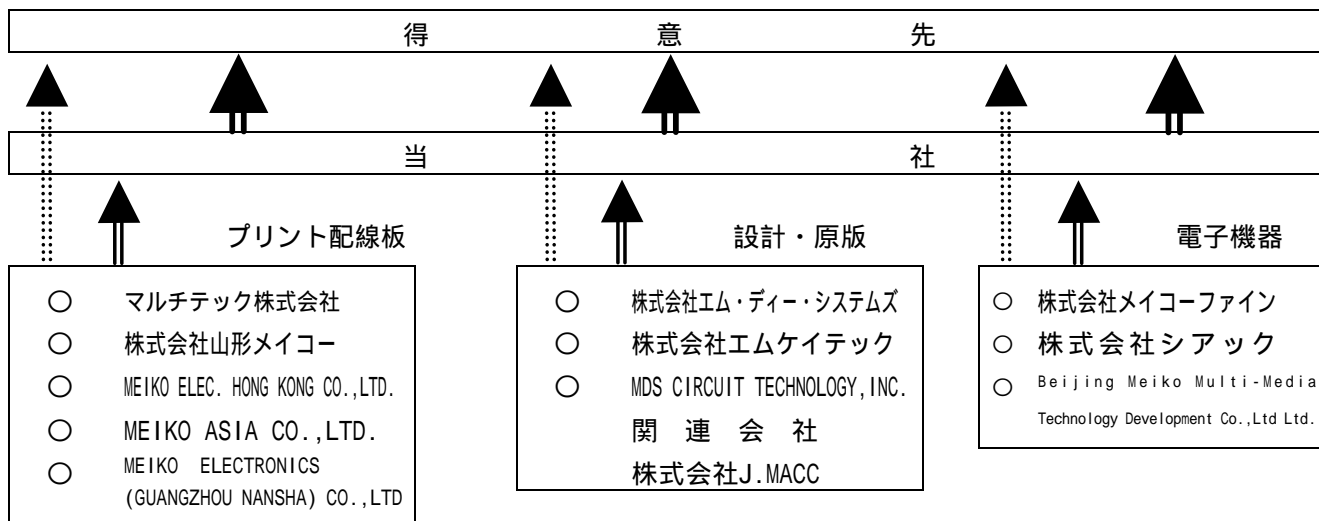 得意先
当社
プリント配線板
○ マルチテック株式会社
○ 株式会社山形メイコー
○ MEIKO ELEC. HONG KONG CO.,LTD.
○ MEIKO ASIA CO.,LTD.
○ MEIKO ELECTRONICS
(GUANGZHOU NANSHA) CO.,LTD
設計・原版
○ 株式会社エム・ディー・システムズ
○ 株式会社エムケイテック
○ MDS CIRCUIT TECHNOLOGY,INC.
関連会社
株式会社J.MACC
電子機器
○ 株式会社メイコーファイン
○ 株式会社シアック
○ Beijing Meiko Multi-Media
Technology Development Co.,Ltd Ltd.